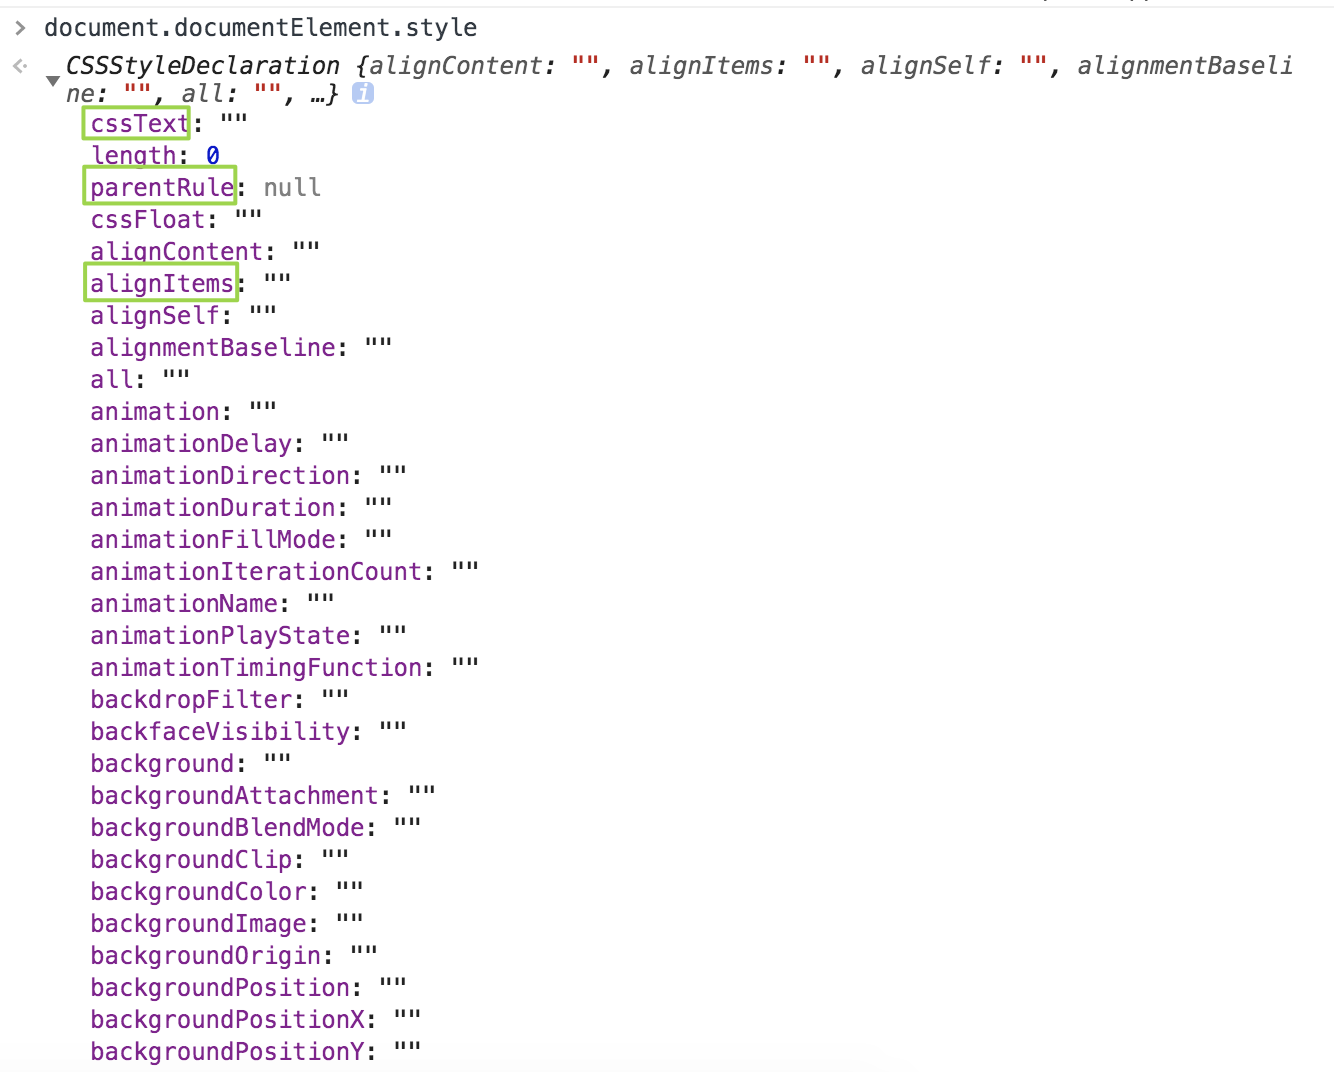 > document.documentElement.style
CSSStyleDeclaration {alignContent: "", alignItems: "", alignSelf: "", alignmentBaseli
ne: "", all: "", …} i
cssText: ""
length: 0
parentRule: null
cssFloat: ""
alignContent: ""
alignItems: ""
alignSelf: ""
alignmentBaseline: ""
all: ""
animation: ""
animationDelay: ""
animationDirection: ""
animationDuration: ""
animationFillMode: ""
animationIterationCount: ""
animationName: ""
animationPlayState: ""
animationTimingFunction: ""
backdropFilter: ""
backfaceVisibility: ""
background: ""
backgroundAttachment: ""
backgroundBlendMode: ""
backgroundClip: ""
backgroundColor: ""
backgroundImage: ""
backgroundOrigin: ""
backgroundPosition: ""
backgroundPositionX: ""
backgroundPositionY: ""